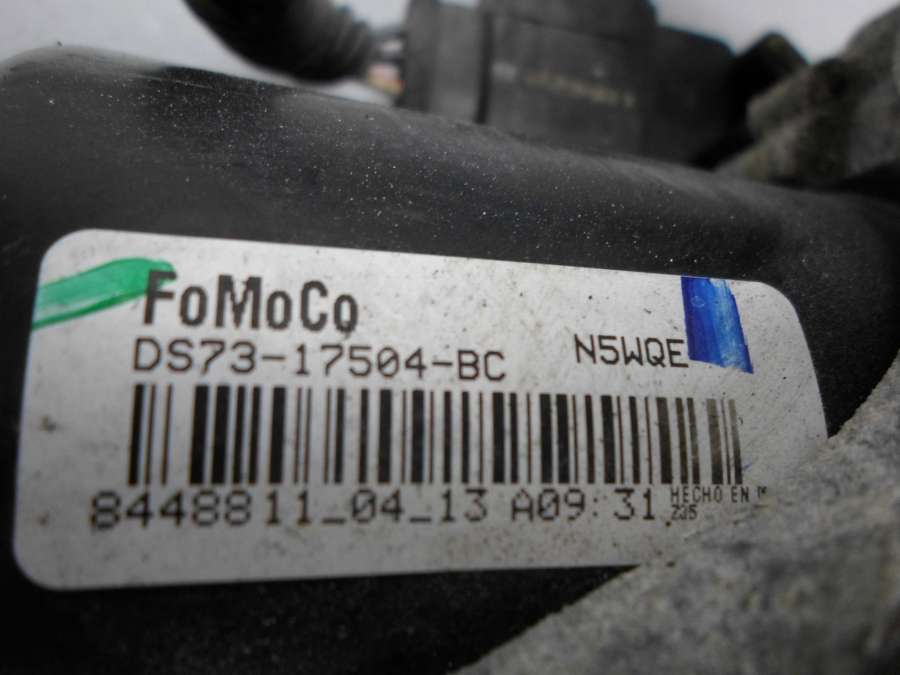 FoMoCo
DS73-17504-BC N5WQE
8448811_04_13 A09:31
HECHO EN